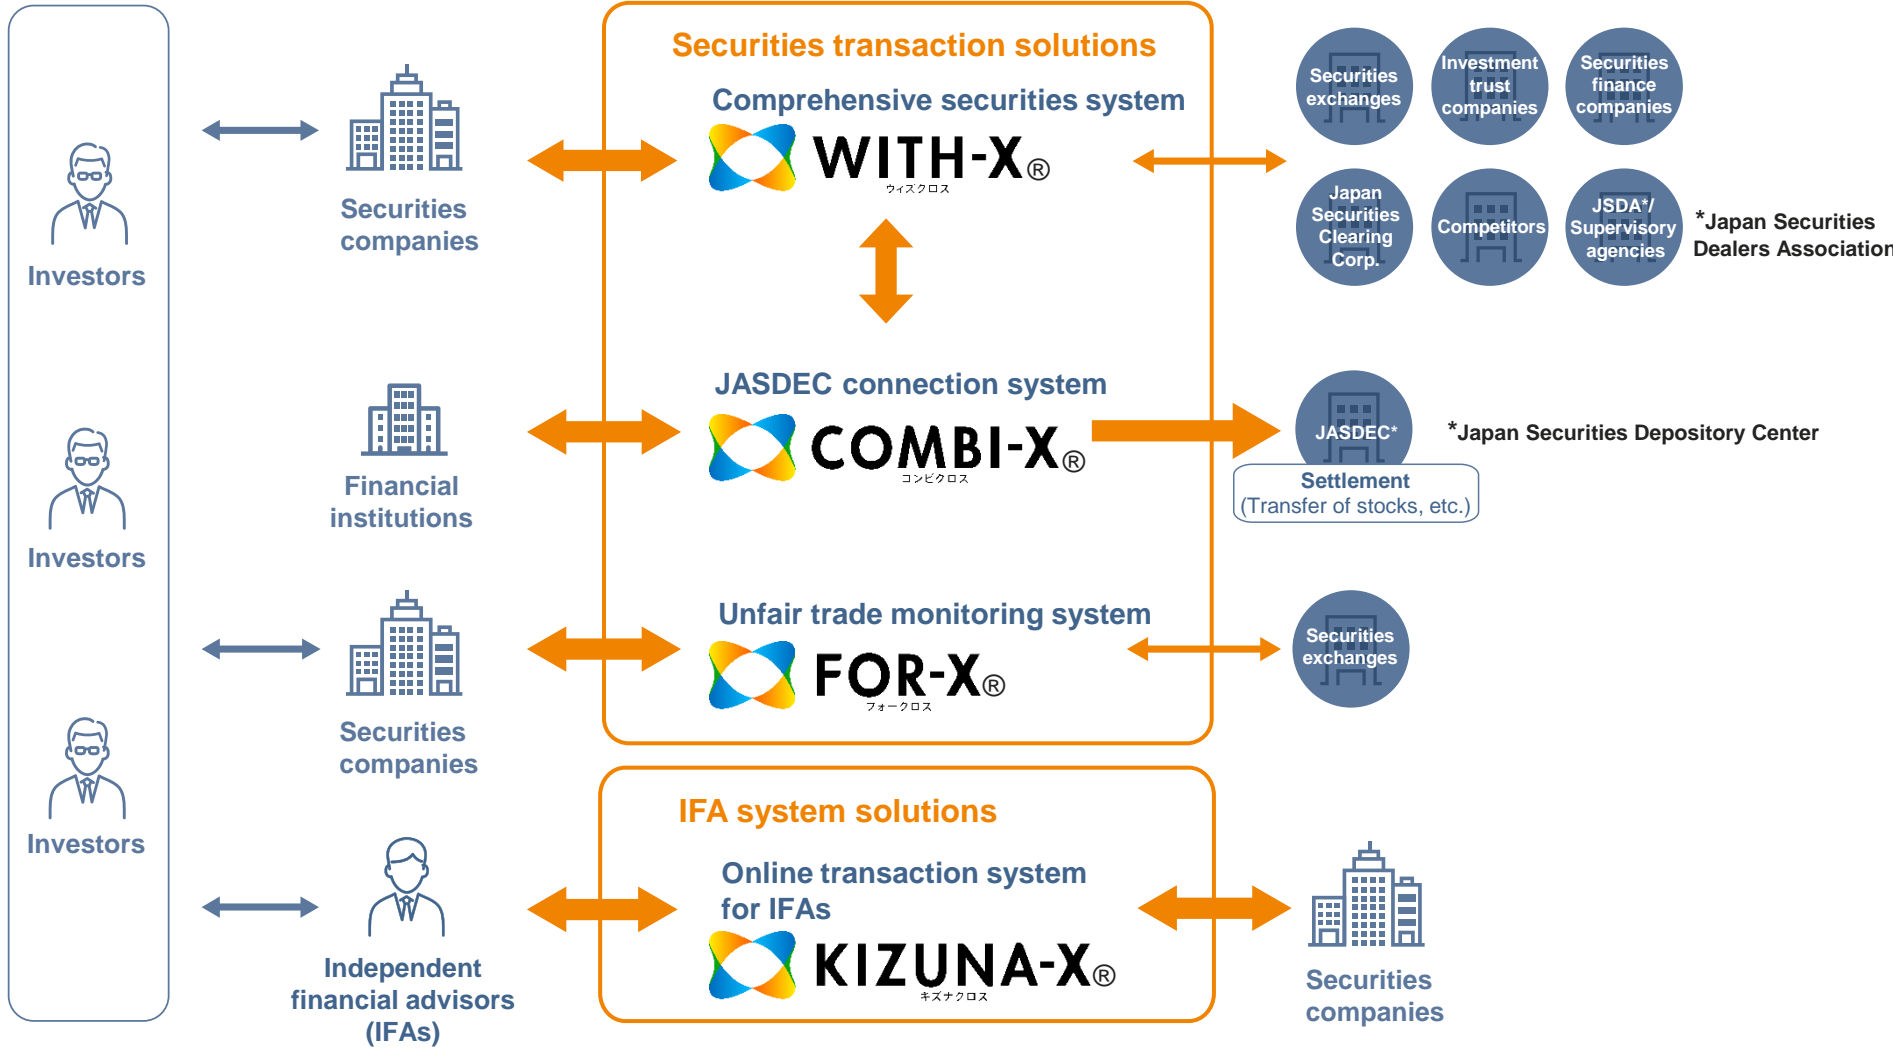 Investors
Investors
Investors
Securities
companies
Financial
institutions
Securities
companies
Independent
financial advisors
(IFAs)
Securities transaction solutions
Comprehensive securities system
WITH-X®
ウィズクロス
JASDEC connection system
COMBI-X®
コンビクロス
Unfair trade monitoring system
FOR-X®
フォークロス
IFA system solutions
Online transaction system
for IFAs
KIZUNA-X®
キズナクロス
Securities
exchanges
Investment
trust
companies
Securities
finance
companies
Japan
Securities
Clearing
Corp.
Competitors
JSDA*/
Supervisory
agencies
*Japan Securities
Dealers Association
JASDEC*
*Japan Securities Depository Center
Settlement
(Transfer of stocks, etc.)
Securities
exchanges
Securities
companies